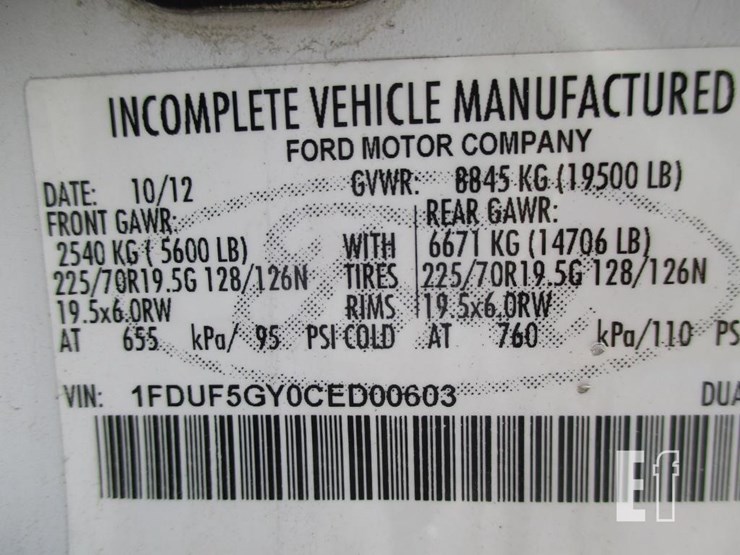 INCOMPLETE VEHICLE MANUFACTURED
FORD MOTOR COMPANY
DATE: 10/12 GVWR: 8845 KG (19500 LB)
FRONT GAWR: REAR GAWR:
2540 KG ( 5600 LB) WITH 6671 KG (14706 LB)
225/70R19.5G 128/126N TIRES 225/70R19.5G 128/126N
19.5x6.0RW RIMS 19.5x6.0RW
AT 655 kPa/ 95 PSI COLD AT 760 kPa/110 PS
VIN: 1FDUF5GY0CED00603 DUA
Ef